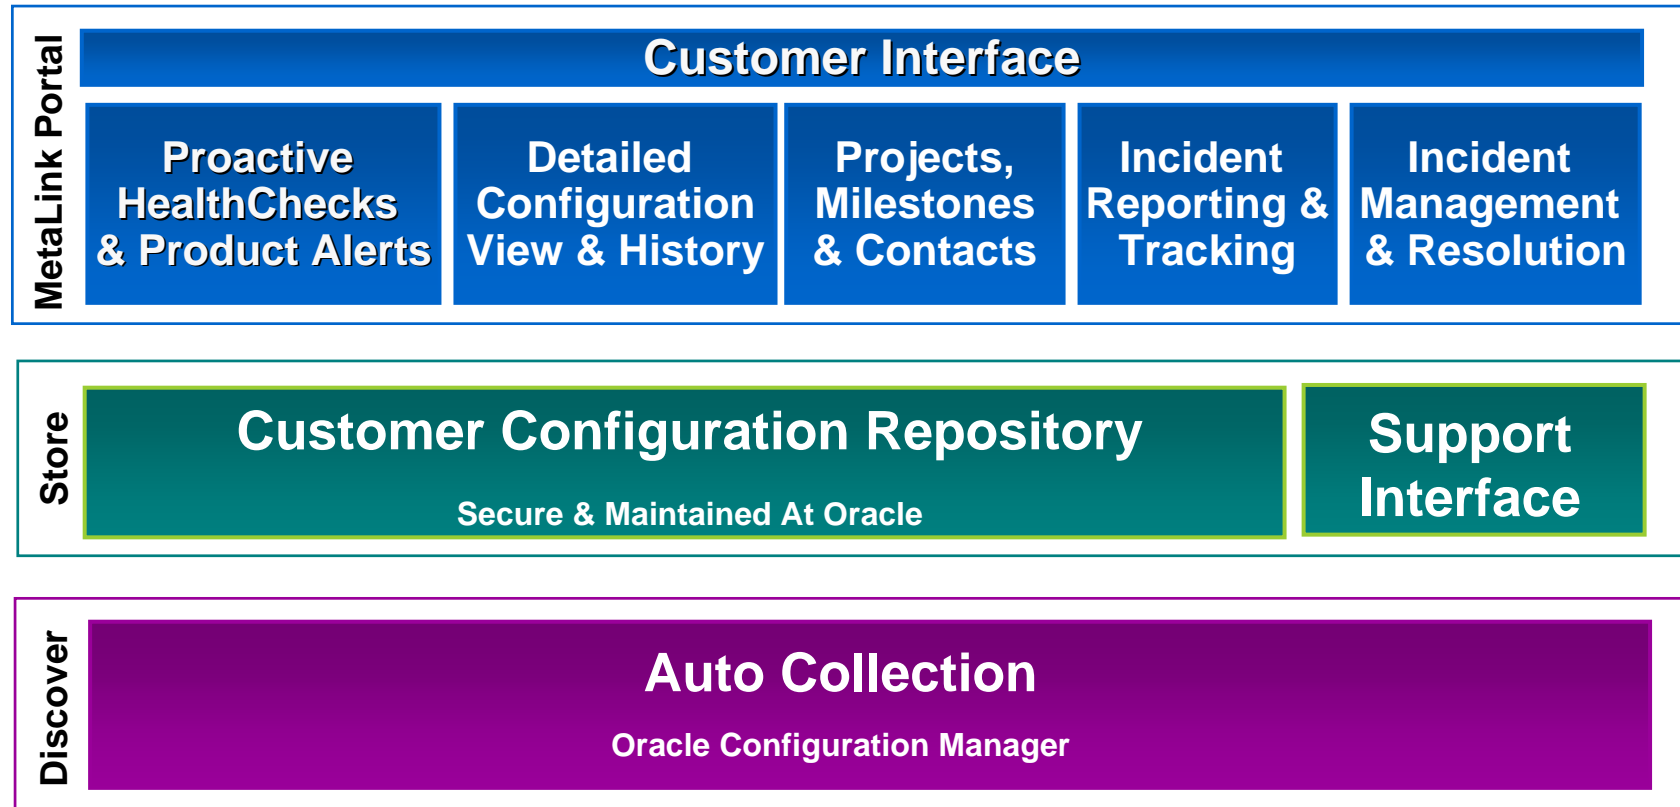 MetaLink Portal
Customer Interface
Proactive
HealthChecks
& Product Alerts
Detailed
Configuration
View & History
Projects,
Milestones
& Contacts
Incident
Reporting &
Tracking
Incident
Management
& Resolution
Store
Customer Configuration Repository
Secure & Maintained At Oracle
Support
Interface
Discover
Auto Collection
Oracle Configuration Manager